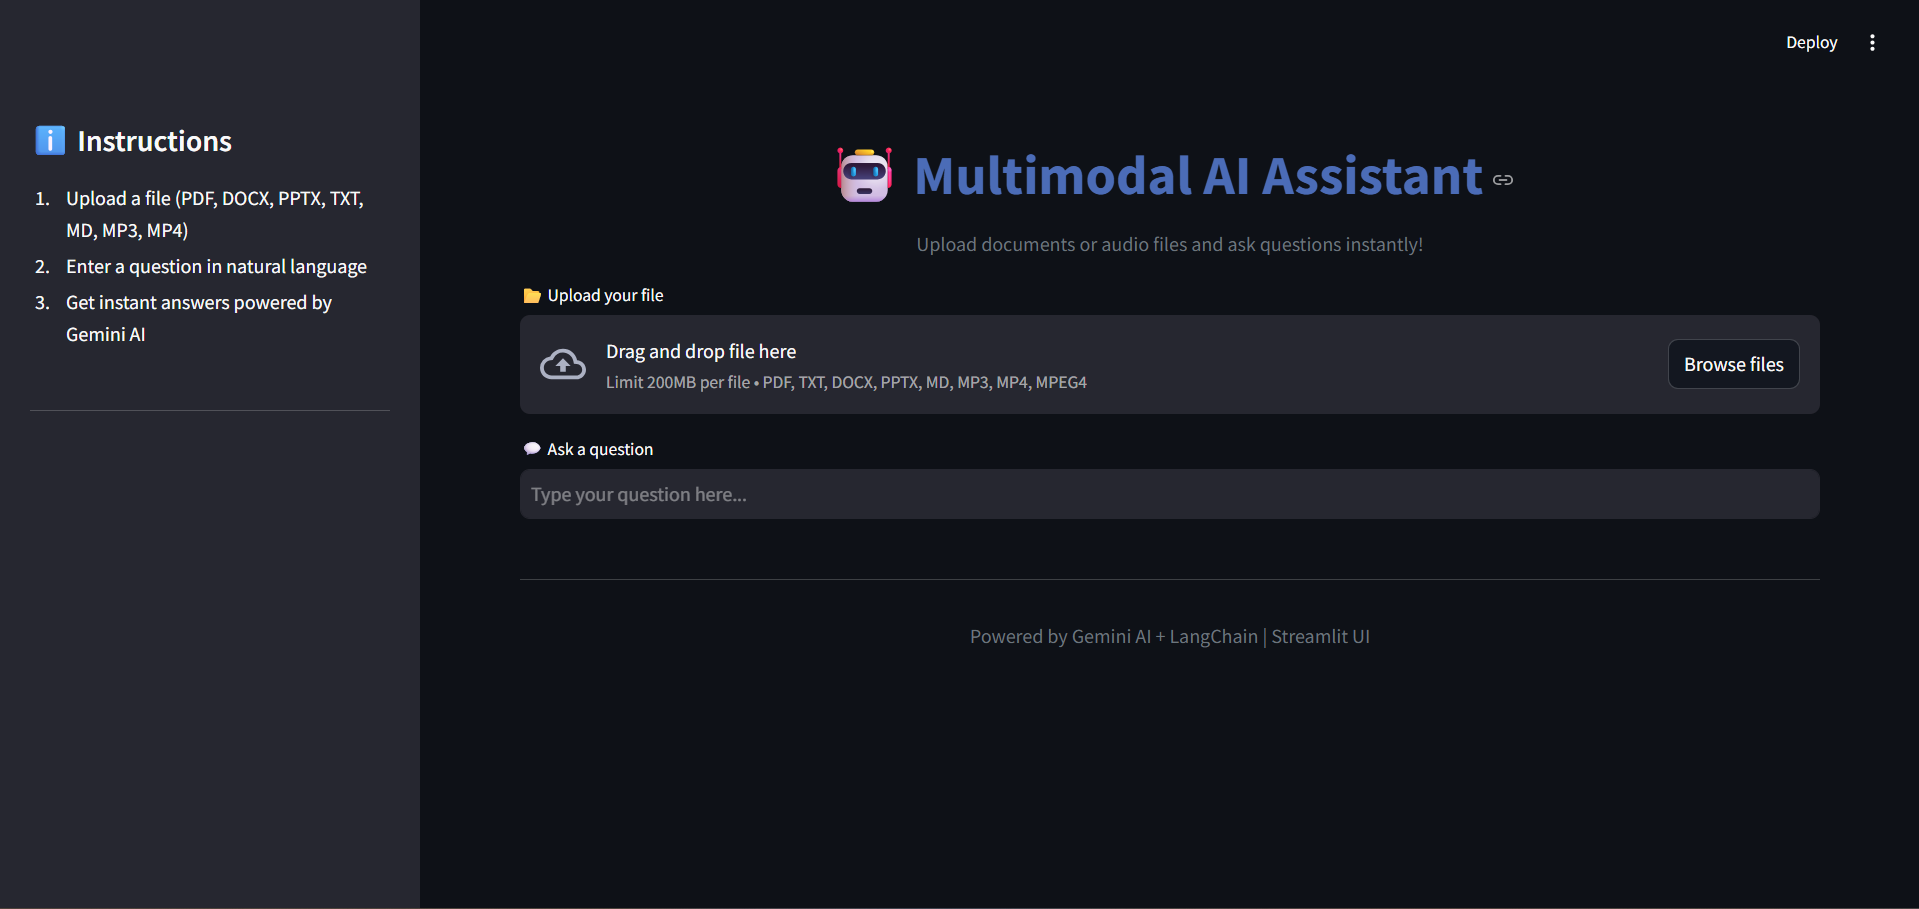 Deploy
Instructions
1. Upload a file (PDF, DOCX, PPTX, TXT,
MD, MP3, MP4)
2. Enter a question in natural language
3. Get instant answers powered by
Gemini AI
Multimodal AI Assistant
Upload documents or audio files and ask questions instantly!
Upload your file
Drag and drop file here
Limit 200MB per file • PDF, TXT, DOCX, PPTX, MD, MP3, MP4, MPEG4
Browse files
Ask a question
Type your question here...
Powered by Gemini AI + LangChain | Streamlit UI